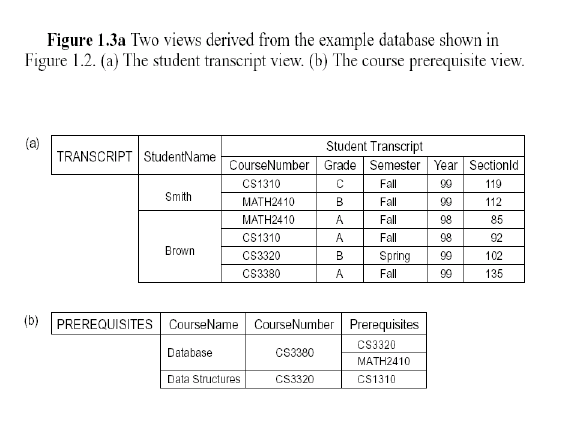 Figure 1.3a Two views derived from the example database shown in
Figure 1.2. (a) The student transcript view. (b) The course prerequisite view.
(a)
TRANSCRIPT StudentName Student Transcript
CourseNumber Grade Semester Year SectionId
Smith CS1310 C Fall 99 119
MATH2410 B Fall 99 112
Brown MATH2410 A Fall 98 85
CS1310 A Fall 98 92
CS3320 B Spring 99 102
CS3380 A Fall 99 135
(b)
PREREQUISITES CourseName CourseNumber Prerequisites
Database CS3380 CS3320
MATH2410
Data Structures CS3320 CS1310